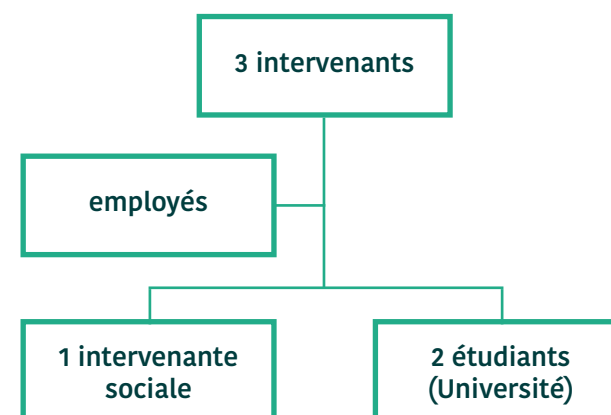 3 intervenants
employés
1 intervenante
sociale
2 étudiants
(Université)